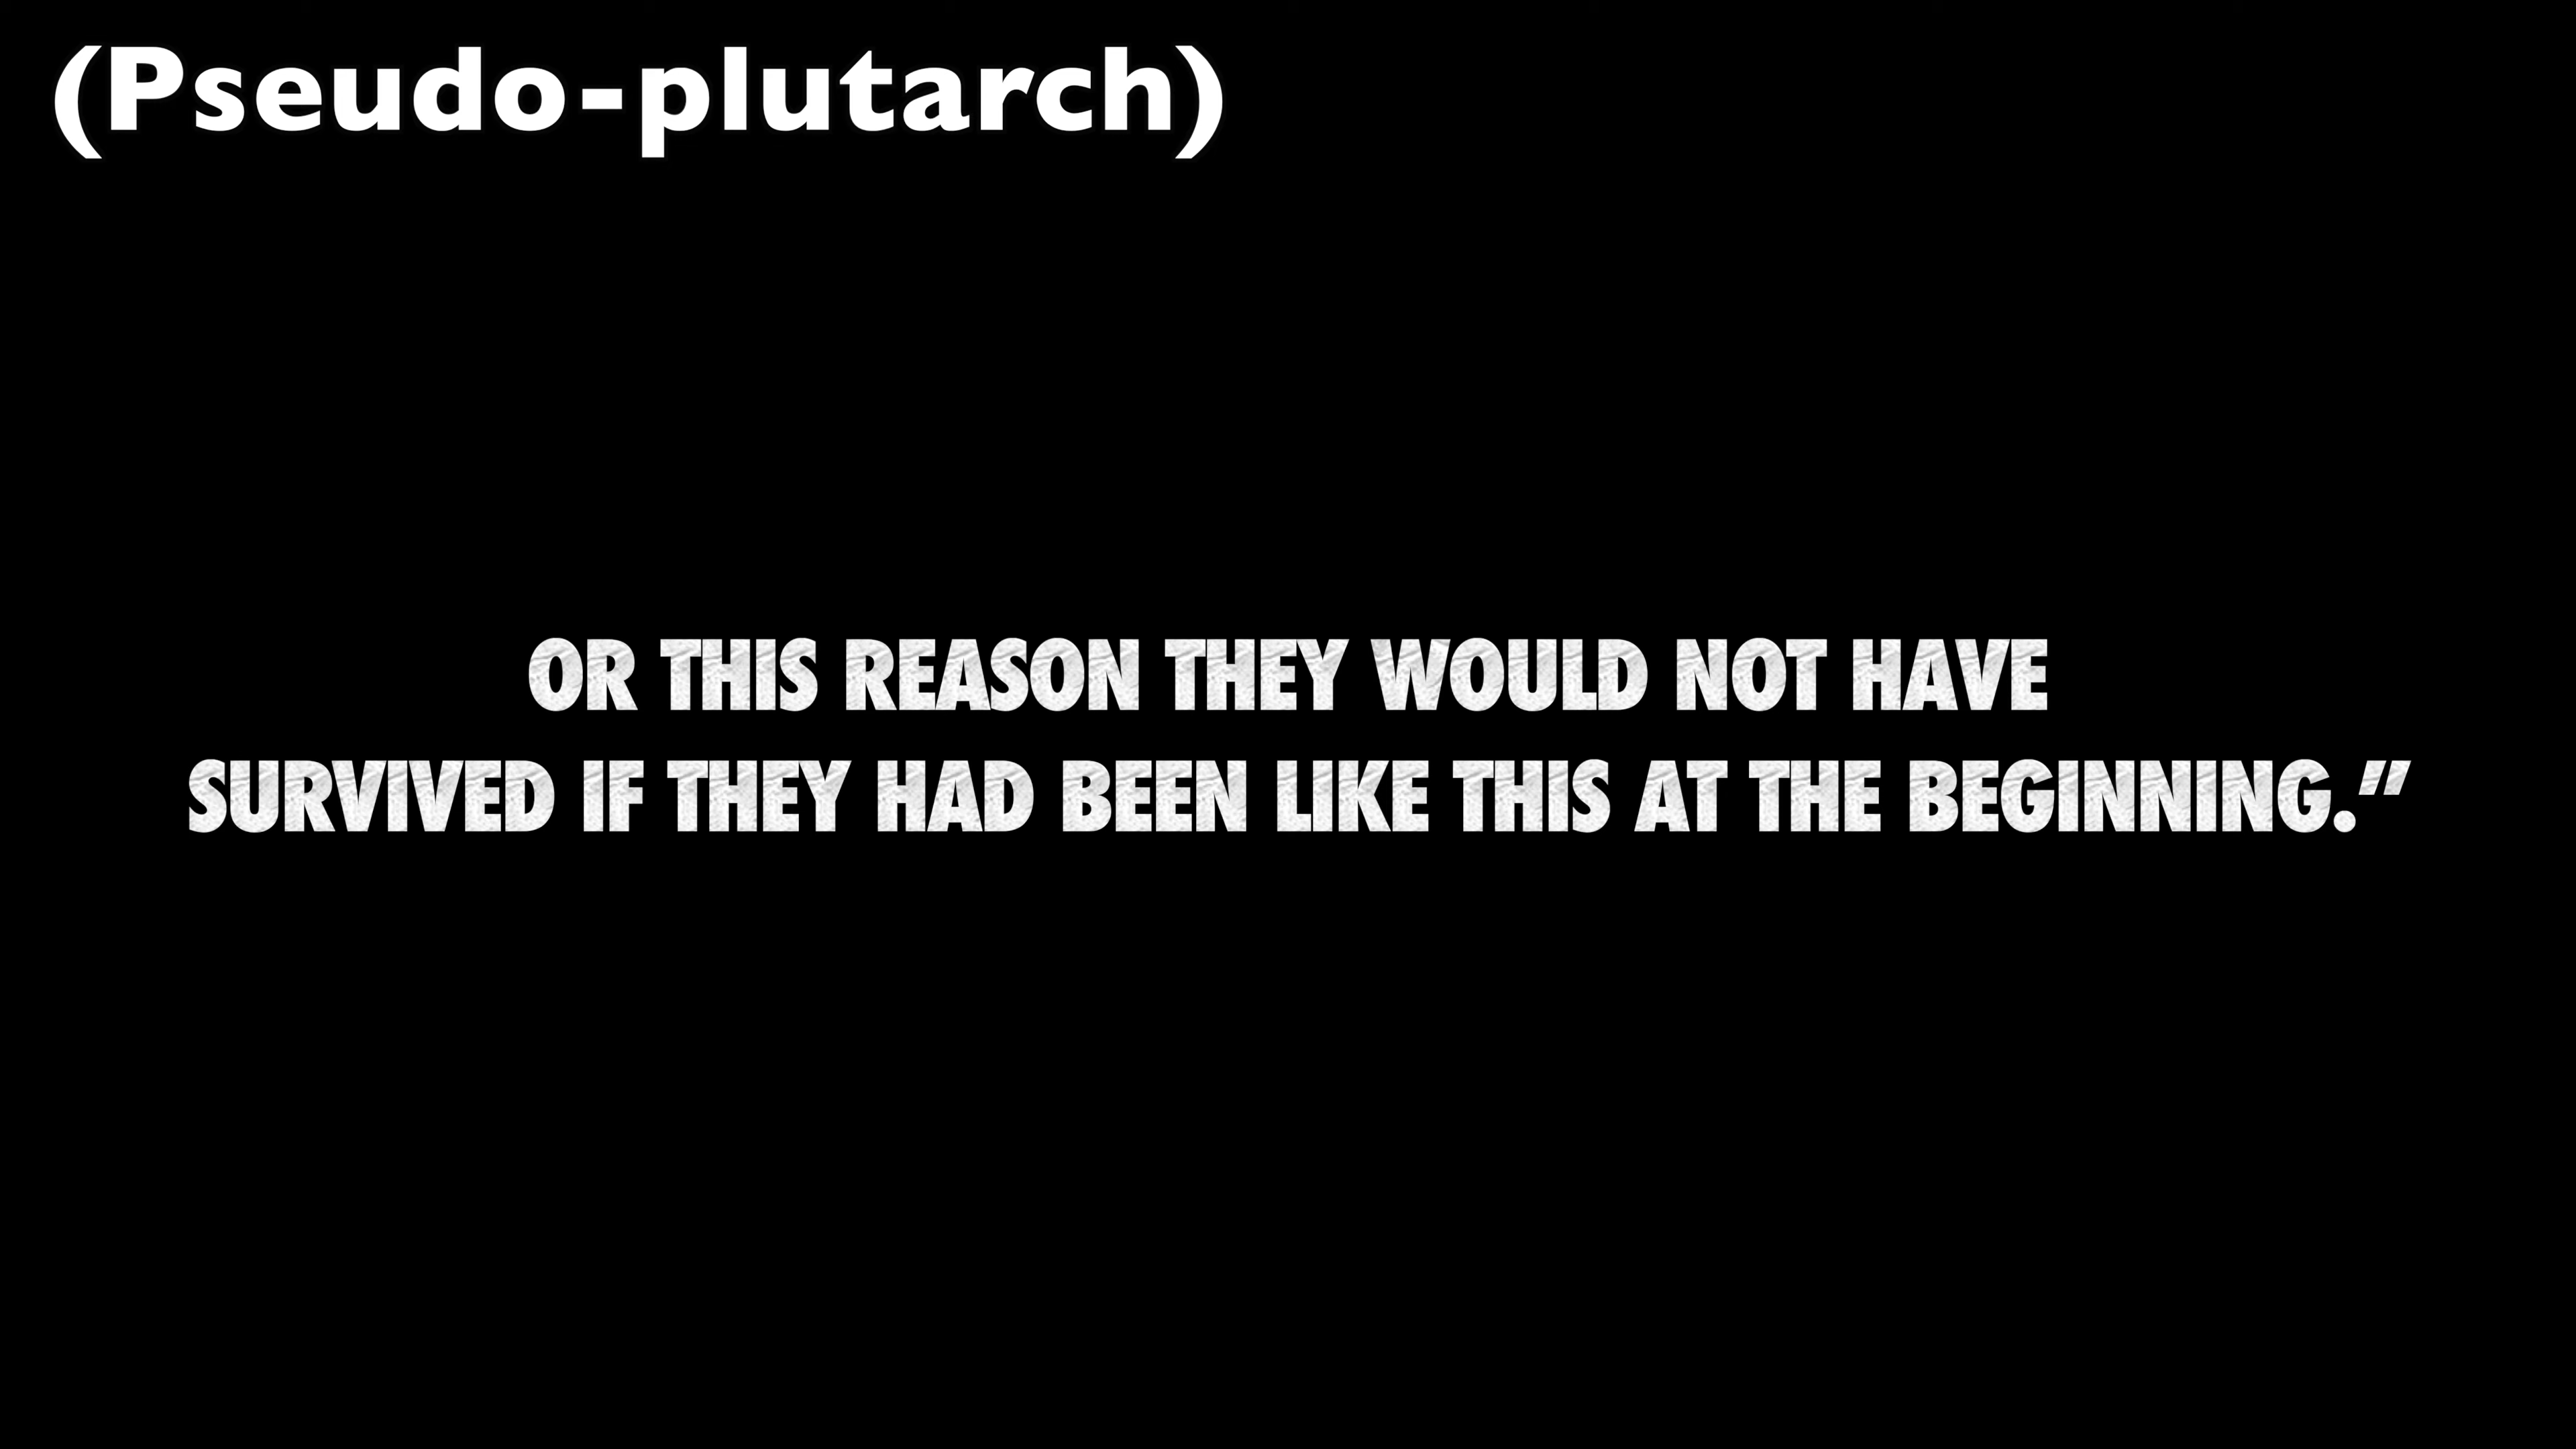 (Pseudo-plutarch)
OR THIS REASON THEY WOULD NOT HAVE
SURVIVED IF THEY HAD BEEN LIKE THIS AT THE BEGINNING.”